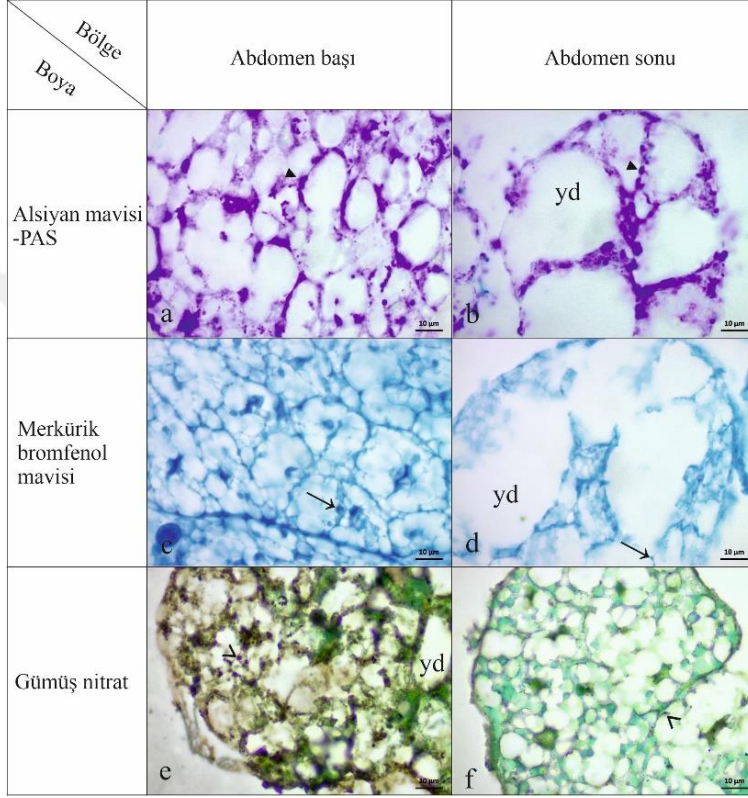 Bölge
Boya
Abdomen başı
Abdomen sonu
Alsiyan mavisi
-PAS
a
10 µm
yd
b
10 µm
Merkürik
bromfenol
mavisi
c
10 µm
yd
d
10 µm
Gümüş nitrat
yd
e
10 µm
f
10 µm